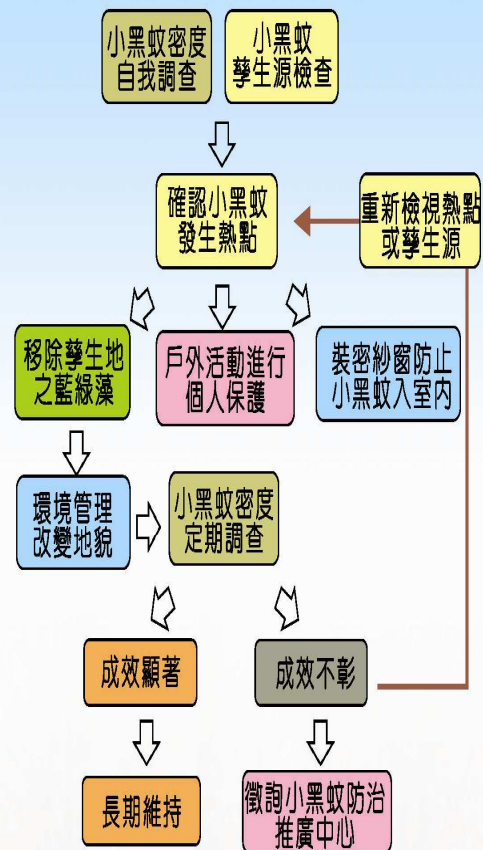 小黑蚊密度
自我調查
小黑蚊
孳生源檢查
確認小黑蚊
發生熱點
重新檢視熱點
或孳生源
移除孳生地
之藍綠藻
戶外活動進行
個人保護
裝密紗窗防止
小黑蚊入室內
環境管理
改變地貌
小黑蚊密度
定期調查
成效顯著
成效不彰
長期維持
徵詢小黑蚊防治
推廣中心